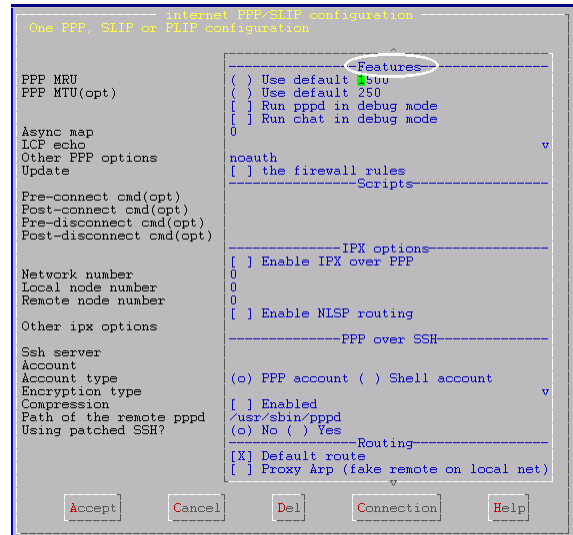 internet PPP/SLIP configuration
One PPP, SLIP or PLIP configuration
Features
PPP MRU ( ) Use default 1500
PPP MTU(opt) ( ) Use default 250
[ ] Run pppd in debug mode
[ ] Run chat in debug mode
Async map 0
LCP echo
Other PPP options noauth
Update [ ] the firewall rules
Scripts
Pre-connect cmd(opt)
Post-connect cmd(opt)
Pre-disconnect cmd(opt)
Post-disconnect cmd(opt)
IPX options
[ ] Enable IPX over PPP
Network number 0
Local node number 0
Remote node number 0
[ ] Enable NLSP routing
Other ipx options
PPP over SSH
Ssh server
Account
Account type (o) PPP account ( ) Shell account
Encryption type
Compression [ ] Enabled
Path of the remote pppd /usr/sbin/pppd
Using patched SSH? (o) No ( ) Yes
Routing
[X] Default route
[ ] Proxy Arp (fake remote on local net)
Accept Cancel Del Connection Help